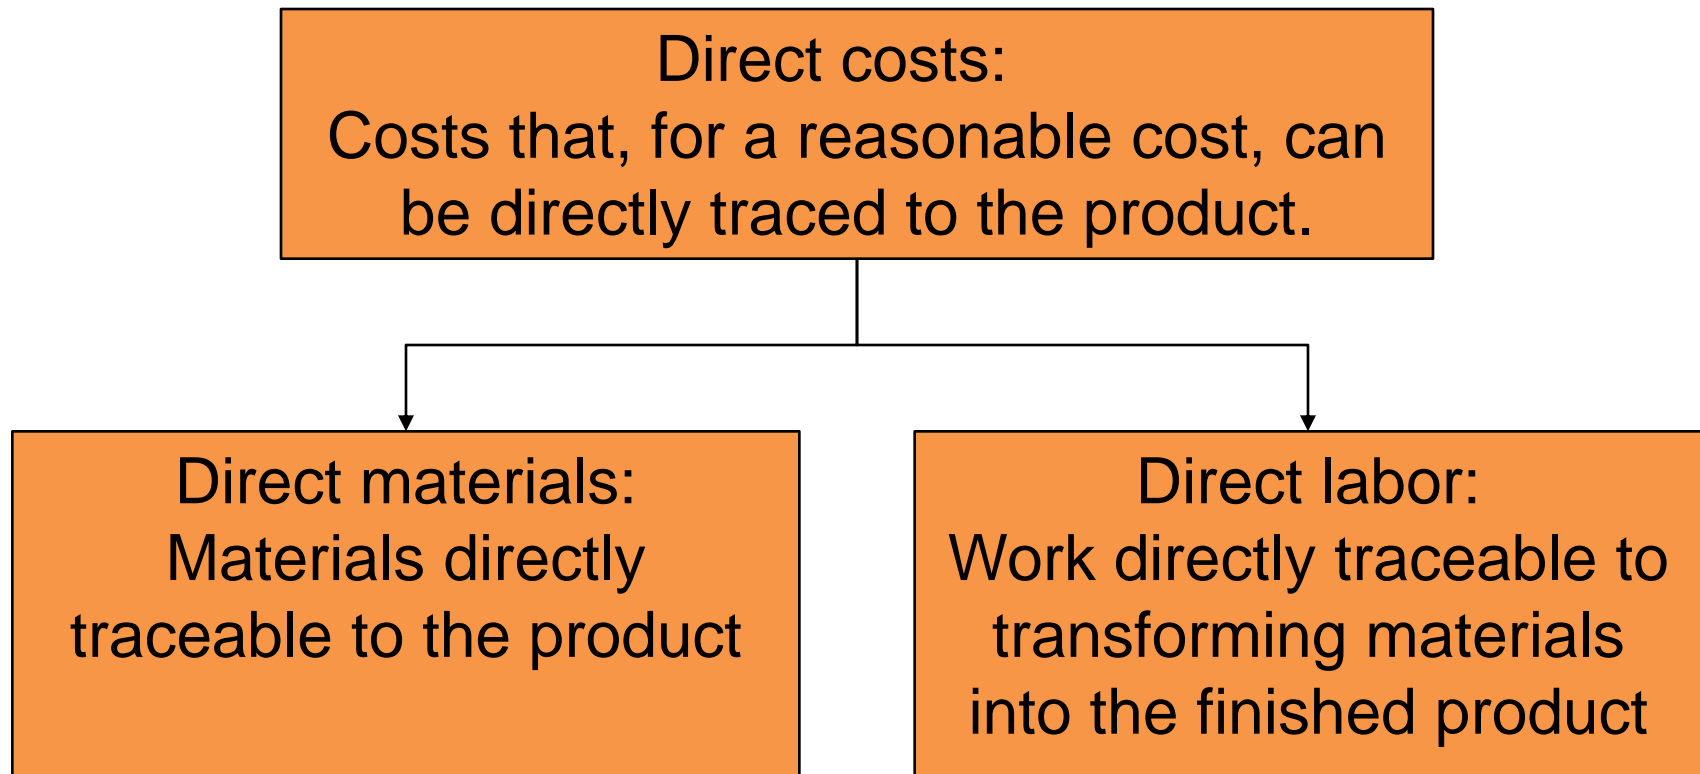 Direct costs:
Costs that, for a reasonable cost, can
be directly traced to the product.
Direct materials:
Materials directly
traceable to the product
Direct labor:
Work directly traceable to
transforming materials
into the finished product